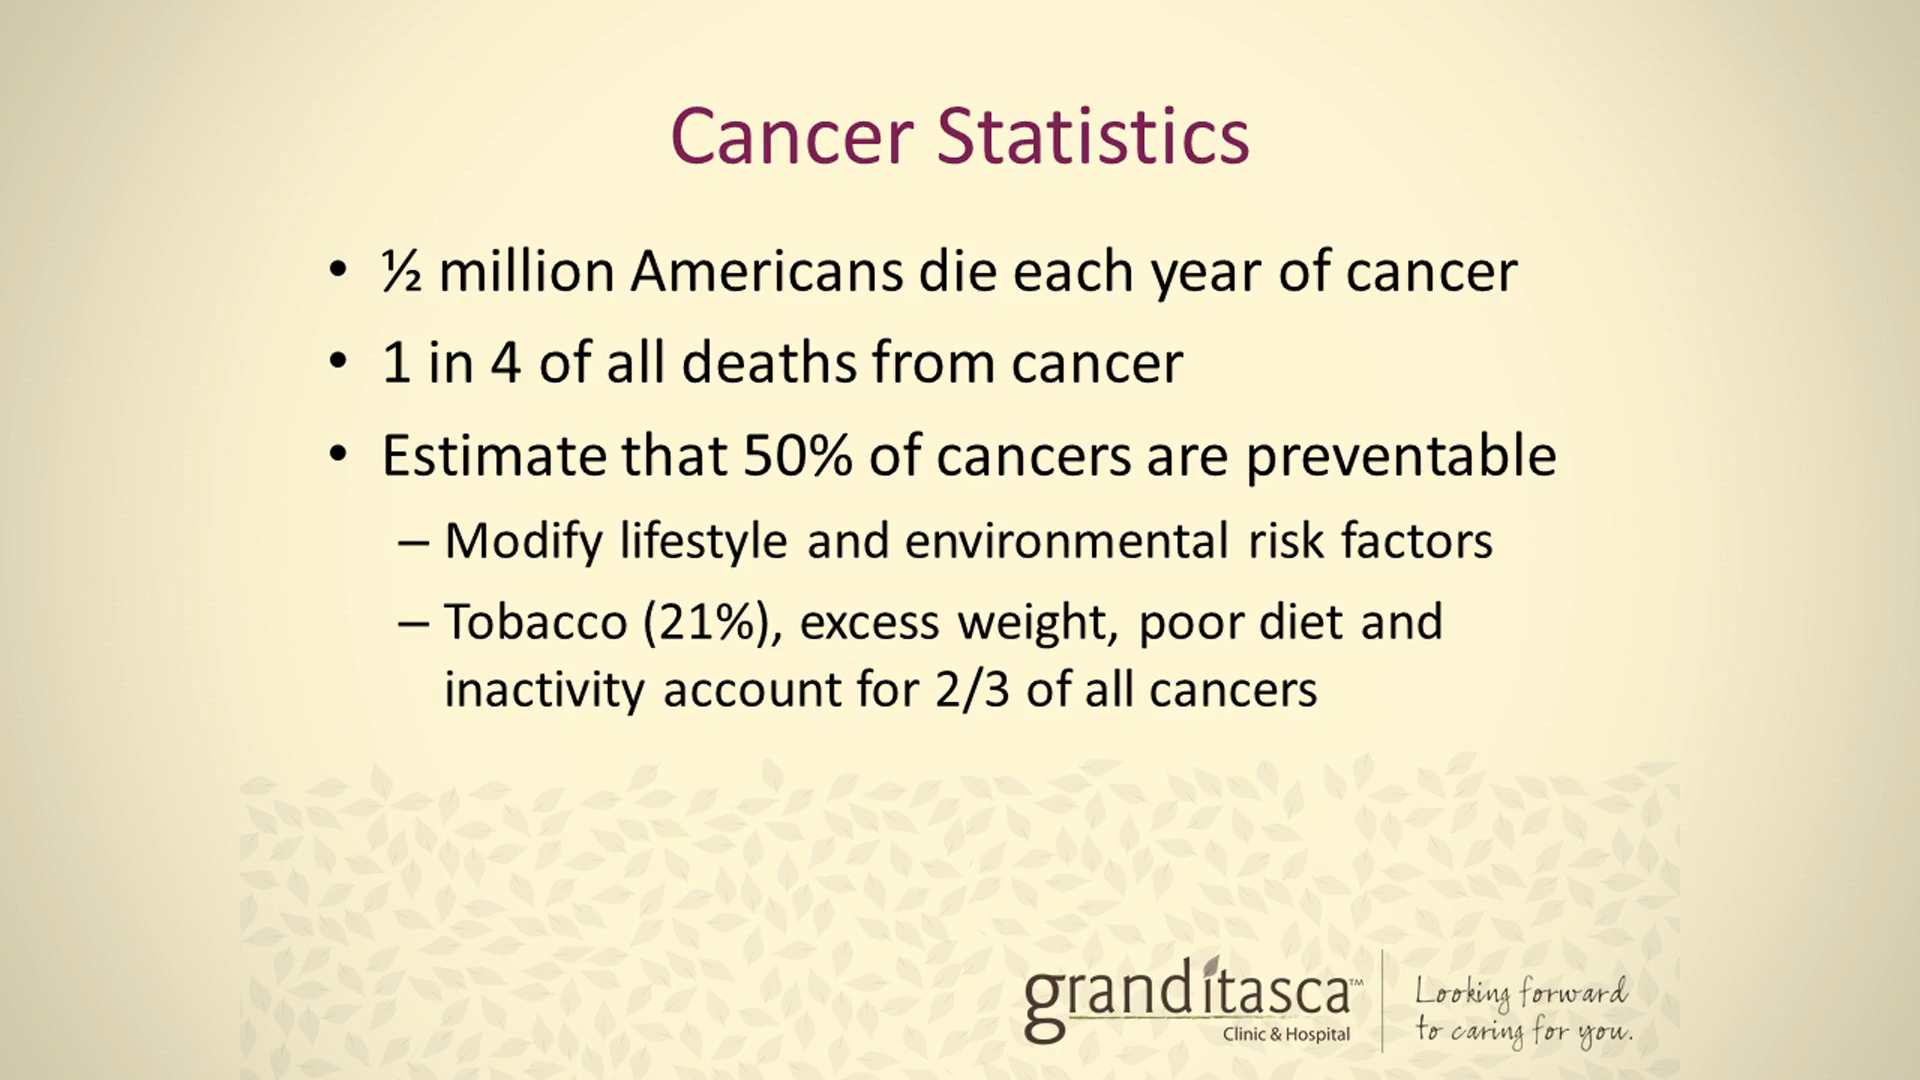 Cancer Statistics
• ½ million Americans die each year of cancer
• 1 in 4 of all deaths from cancer
• Estimate that 50% of cancers are preventable
– Modify lifestyle and environmental risk factors
– Tobacco (21%), excess weight, poor diet and
inactivity account for 2/3 of all cancers
granditasca™
Clinic & Hospital
Looking forward
to caring for you.